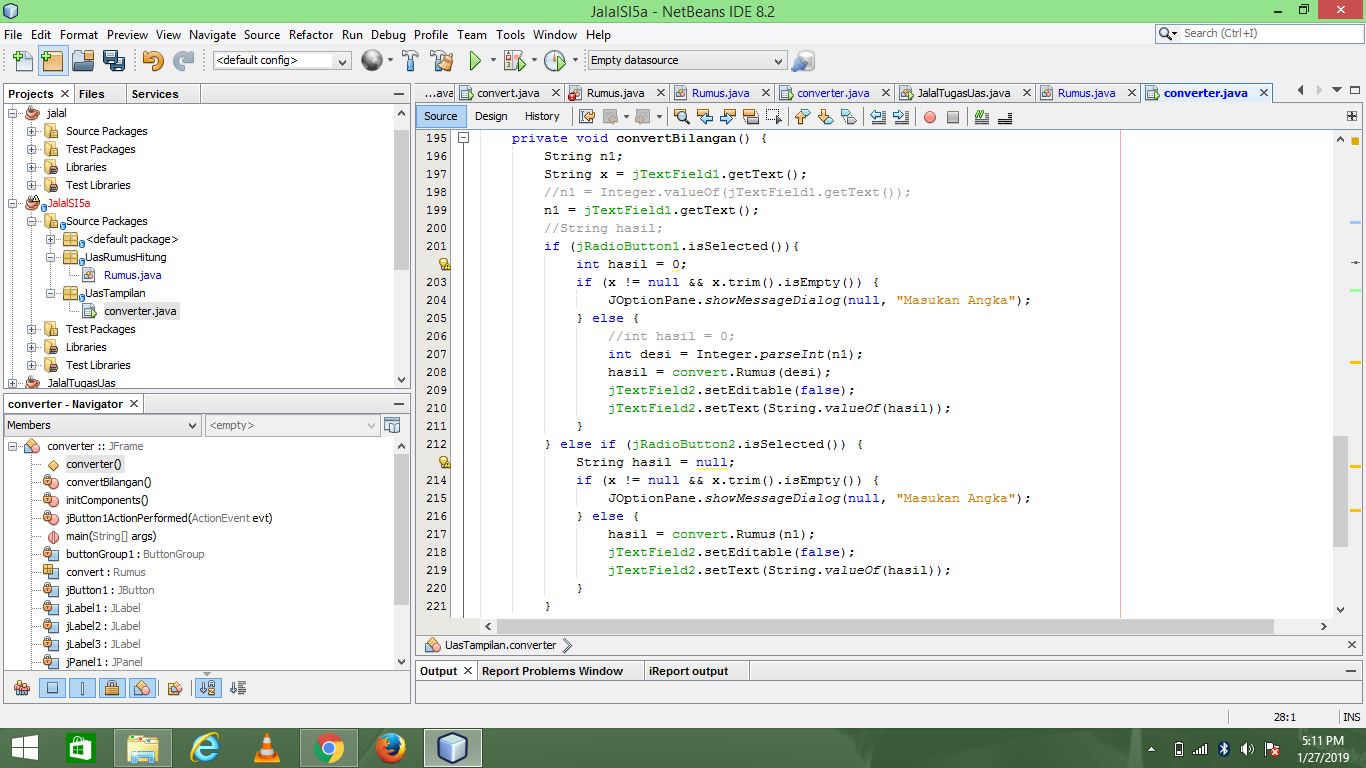 JalalSI5a - NetBeans IDE 8.2
File Edit Format Preview View Navigate Source Refactor Run Debug Profile Team Tools Window Help
Search (Ctrl+I)
<default config>
Empty datasource
Projects Files Services
jalal
Source Packages
Test Packages
Libraries
Test Libraries
JalalSI5a
Source Packages
<default package>
UasRumusHitung
Rumus.java
UasTampilan
converter.java
Test Packages
Libraries
Test Libraries
JalalTugasUas
converter - Navigator
Members <empty>
converter :: JFrame
converter()
convertBilangan()
initComponents()
jButton1ActionPerformed(ActionEvent evt)
main(String[] args)
buttonGroup1 : ButtonGroup
convert : Rumus
jButton1 : JButton
jLabel1 : JLabel
jLabel2 : JLabel
jLabel3 : JLabel
jPanel1 : JPanel
...ava convert.java Rumus.java Rumus.java converter.java JalalTugasUas.java Rumus.java converter.java
Source Design History
195 private void convertBilangan() {
196 String n1;
197 String x = jTextField1.getText();
198 //n1 = Integer.valueOf(jTextField1.getText());
199 n1 = jTextField1.getText();
200 //String hasil;
201 if (jRadioButton1.isSelected()){
int hasil = 0;
203 if (x != null && x.trim().isEmpty()) {
204 JOptionPane.showMessageDialog(null, "Masukan Angka");
205 } else {
206 //int hasil = 0;
207 int desi = Integer.parseInt(n1);
208 hasil = convert.Rumus(desi);
209 jTextField2.setEditable(false);
210 jTextField2.setText(String.valueOf(hasil));
211 }
212 } else if (jRadioButton2.isSelected()) {
String hasil = null;
214 if (x != null && x.trim().isEmpty()) {
215 JOptionPane.showMessageDialog(null, "Masukan Angka");
216 } else {
217 hasil = convert.Rumus(n1);
218 jTextField2.setEditable(false);
219 jTextField2.setText(String.valueOf(hasil));
220 }
221 }
UasTampilan.converter
Output Report Problems Window iReport output
28:1 INS
5:11 PM
1/27/2019